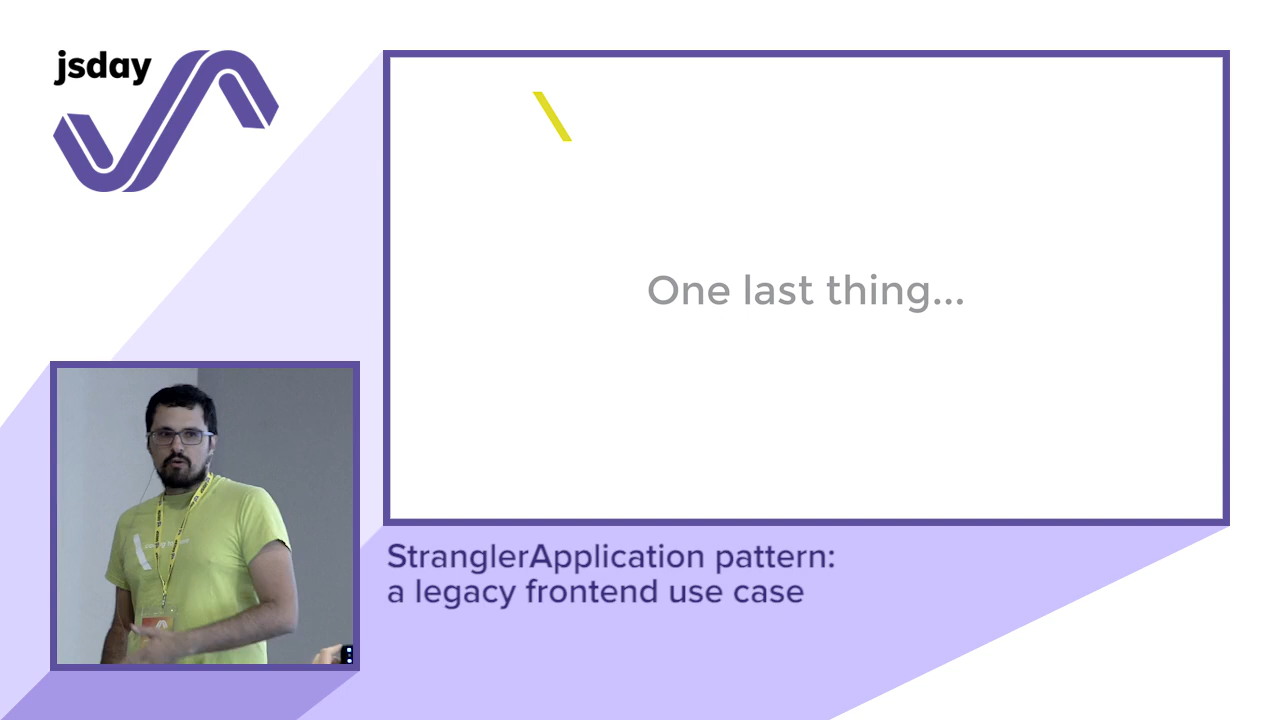 jsday
One last thing...
StranglerApplication pattern:
a legacy frontend use case